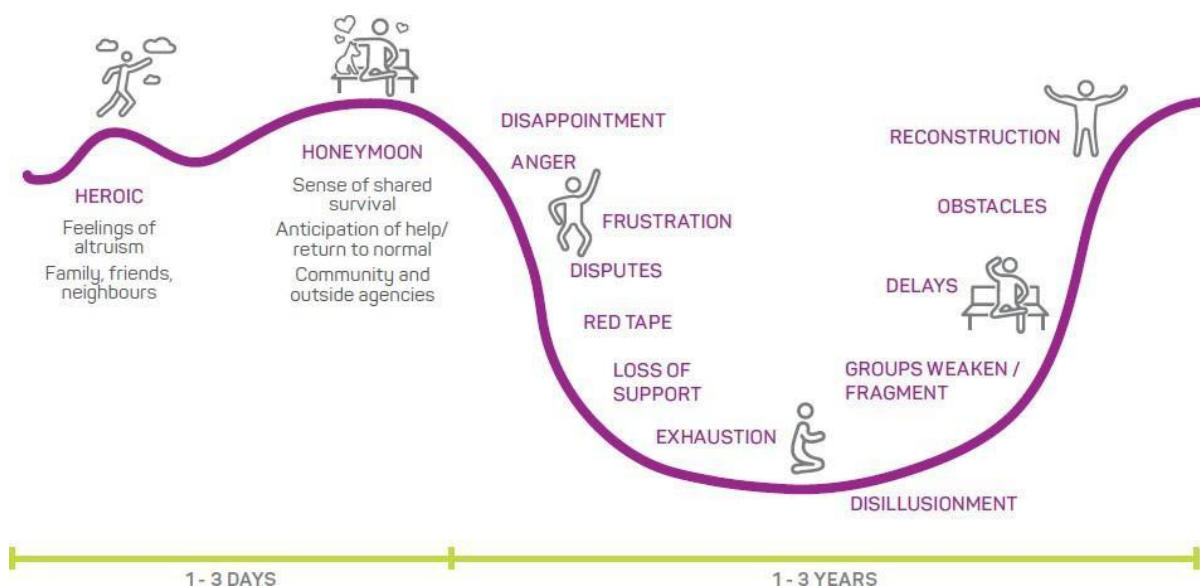 HEROIC
Feelings of
altruism
Family, friends,
neighbours
HONEYMOON
Sense of shared
survival
Anticipation of help/
return to normal
Community and
outside agencies
DISAPPOINTMENT
ANGER
FRUSTRATION
DISPUTES
RED TAPE
LOSS OF
SUPPORT
EXHAUSTION
DISILLUSIONMENT
GROUPS WEAKEN /
FRAGMENT
DELAYS
OBSTACLES
RECONSTRUCTION
1 - 3 DAYS
1 - 3 YEARS